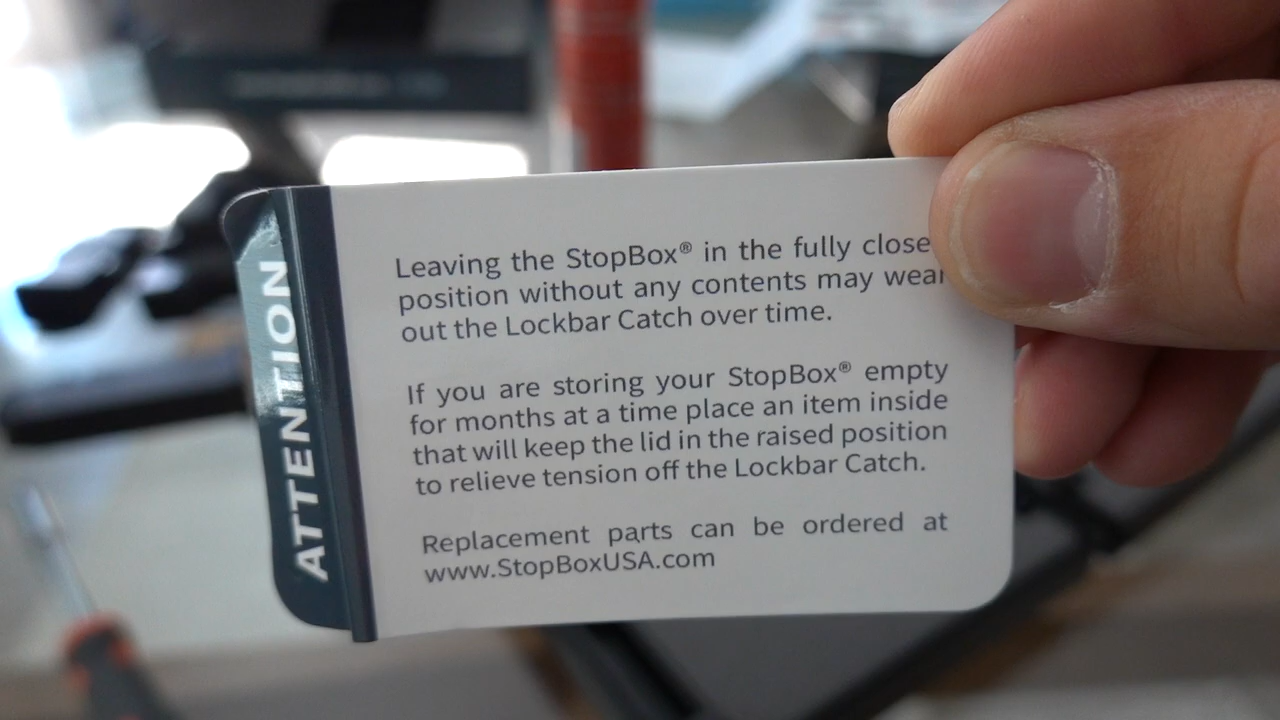 ATTENTION
Leaving the StopBox® in the fully close
position without any contents may wear
out the Lockbar Catch over time.
If you are storing your StopBox® empty
for months at a time place an item inside
that will keep the lid in the raised position
to relieve tension off the Lockbar Catch.
Replacement parts can be ordered at
www.StopBoxUSA.com